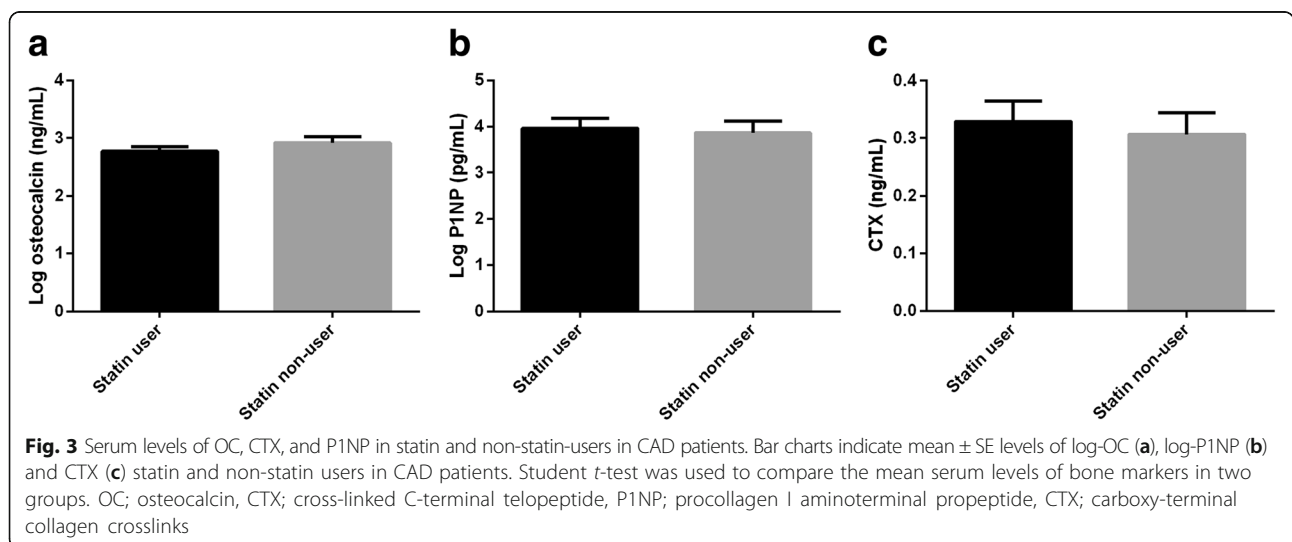 a
b
c
Log osteocalcin (ng/mL)
4
3
2
1
0
Statin user
Statin non-user
Log P1NP (pg/mL)
5
4
3
2
1
0
Statin user
Statin non-user
CTX (ng/mL)
0.4
0.3
0.2
0.1
0.0
Statin user
Statin non-user
Fig. 3 Serum levels of OC, CTX, and P1NP in statin and non-statin-users in CAD patients. Bar charts indicate mean ± SE levels of log-OC (a), log-P1NP (b)
and CTX (c) statin and non-statin users in CAD patients. Student t-test was used to compare the mean serum levels of bone markers in two
groups. OC; osteocalcin, CTX; cross-linked C-terminal telopeptide, P1NP; procollagen I aminoterminal propeptide, CTX; carboxy-terminal
collagen crosslinks